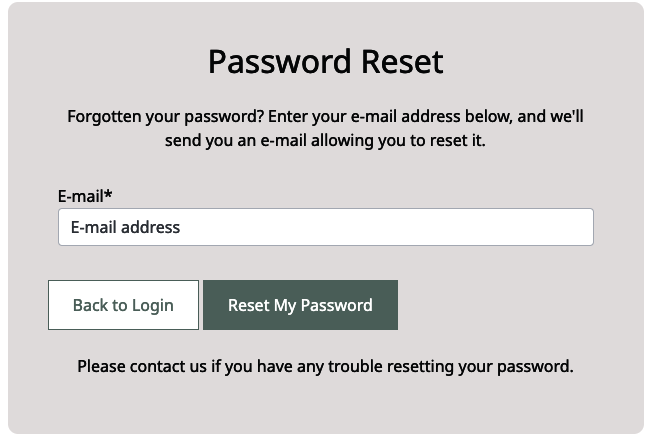 Password Reset
Forgotten your password? Enter your e-mail address below, and we'll
send you an e-mail allowing you to reset it.
E-mail*
E-mail address
Back to Login Reset My Password
Please contact us if you have any trouble resetting your password.